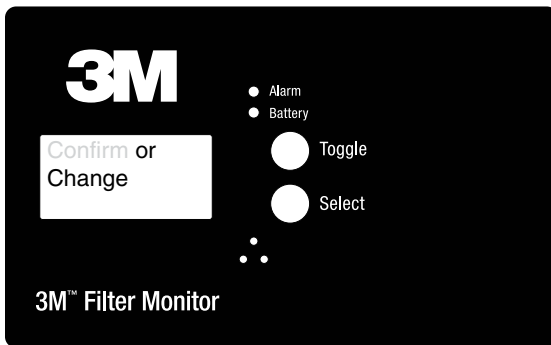 3M
Alarm
Battery
Confirm or
Change
Toggle
Select
3M™ Filter Monitor